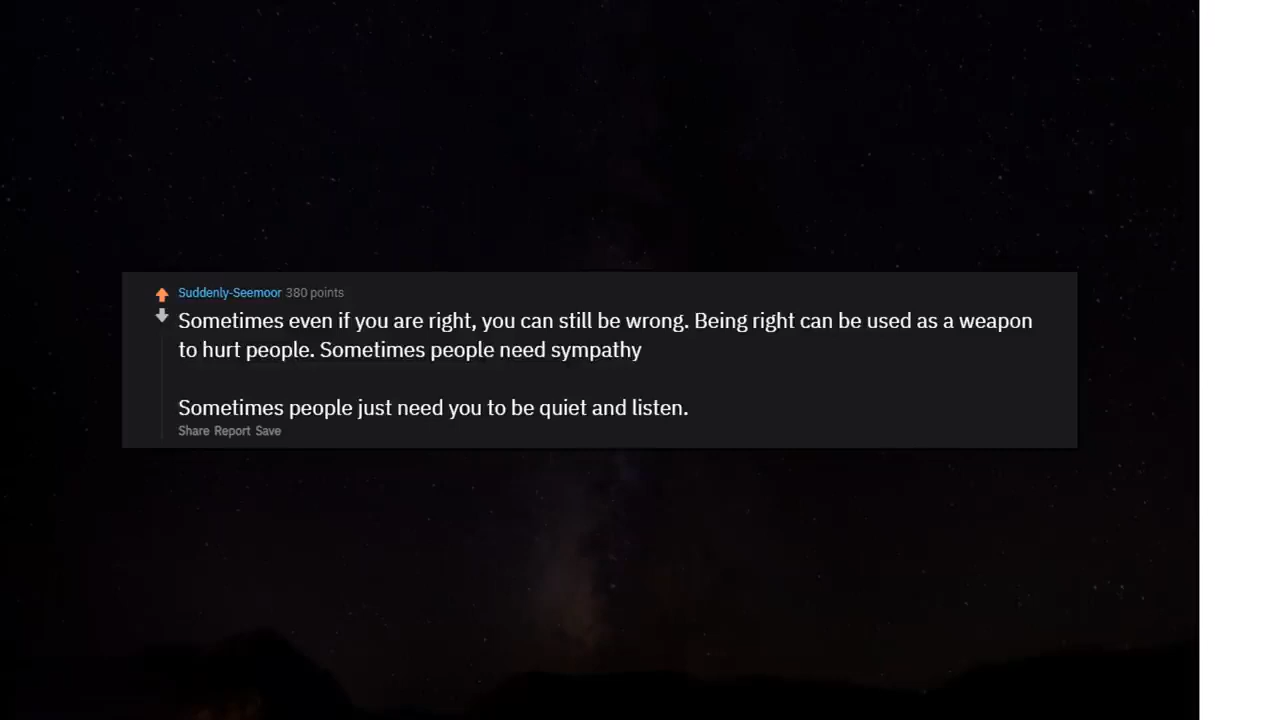 Suddenly-Seemoor 380 points
Sometimes even if you are right, you can still be wrong. Being right can be used as a weapon
to hurt people. Sometimes people need sympathy
Sometimes people just need you to be quiet and listen.
Share Report Save